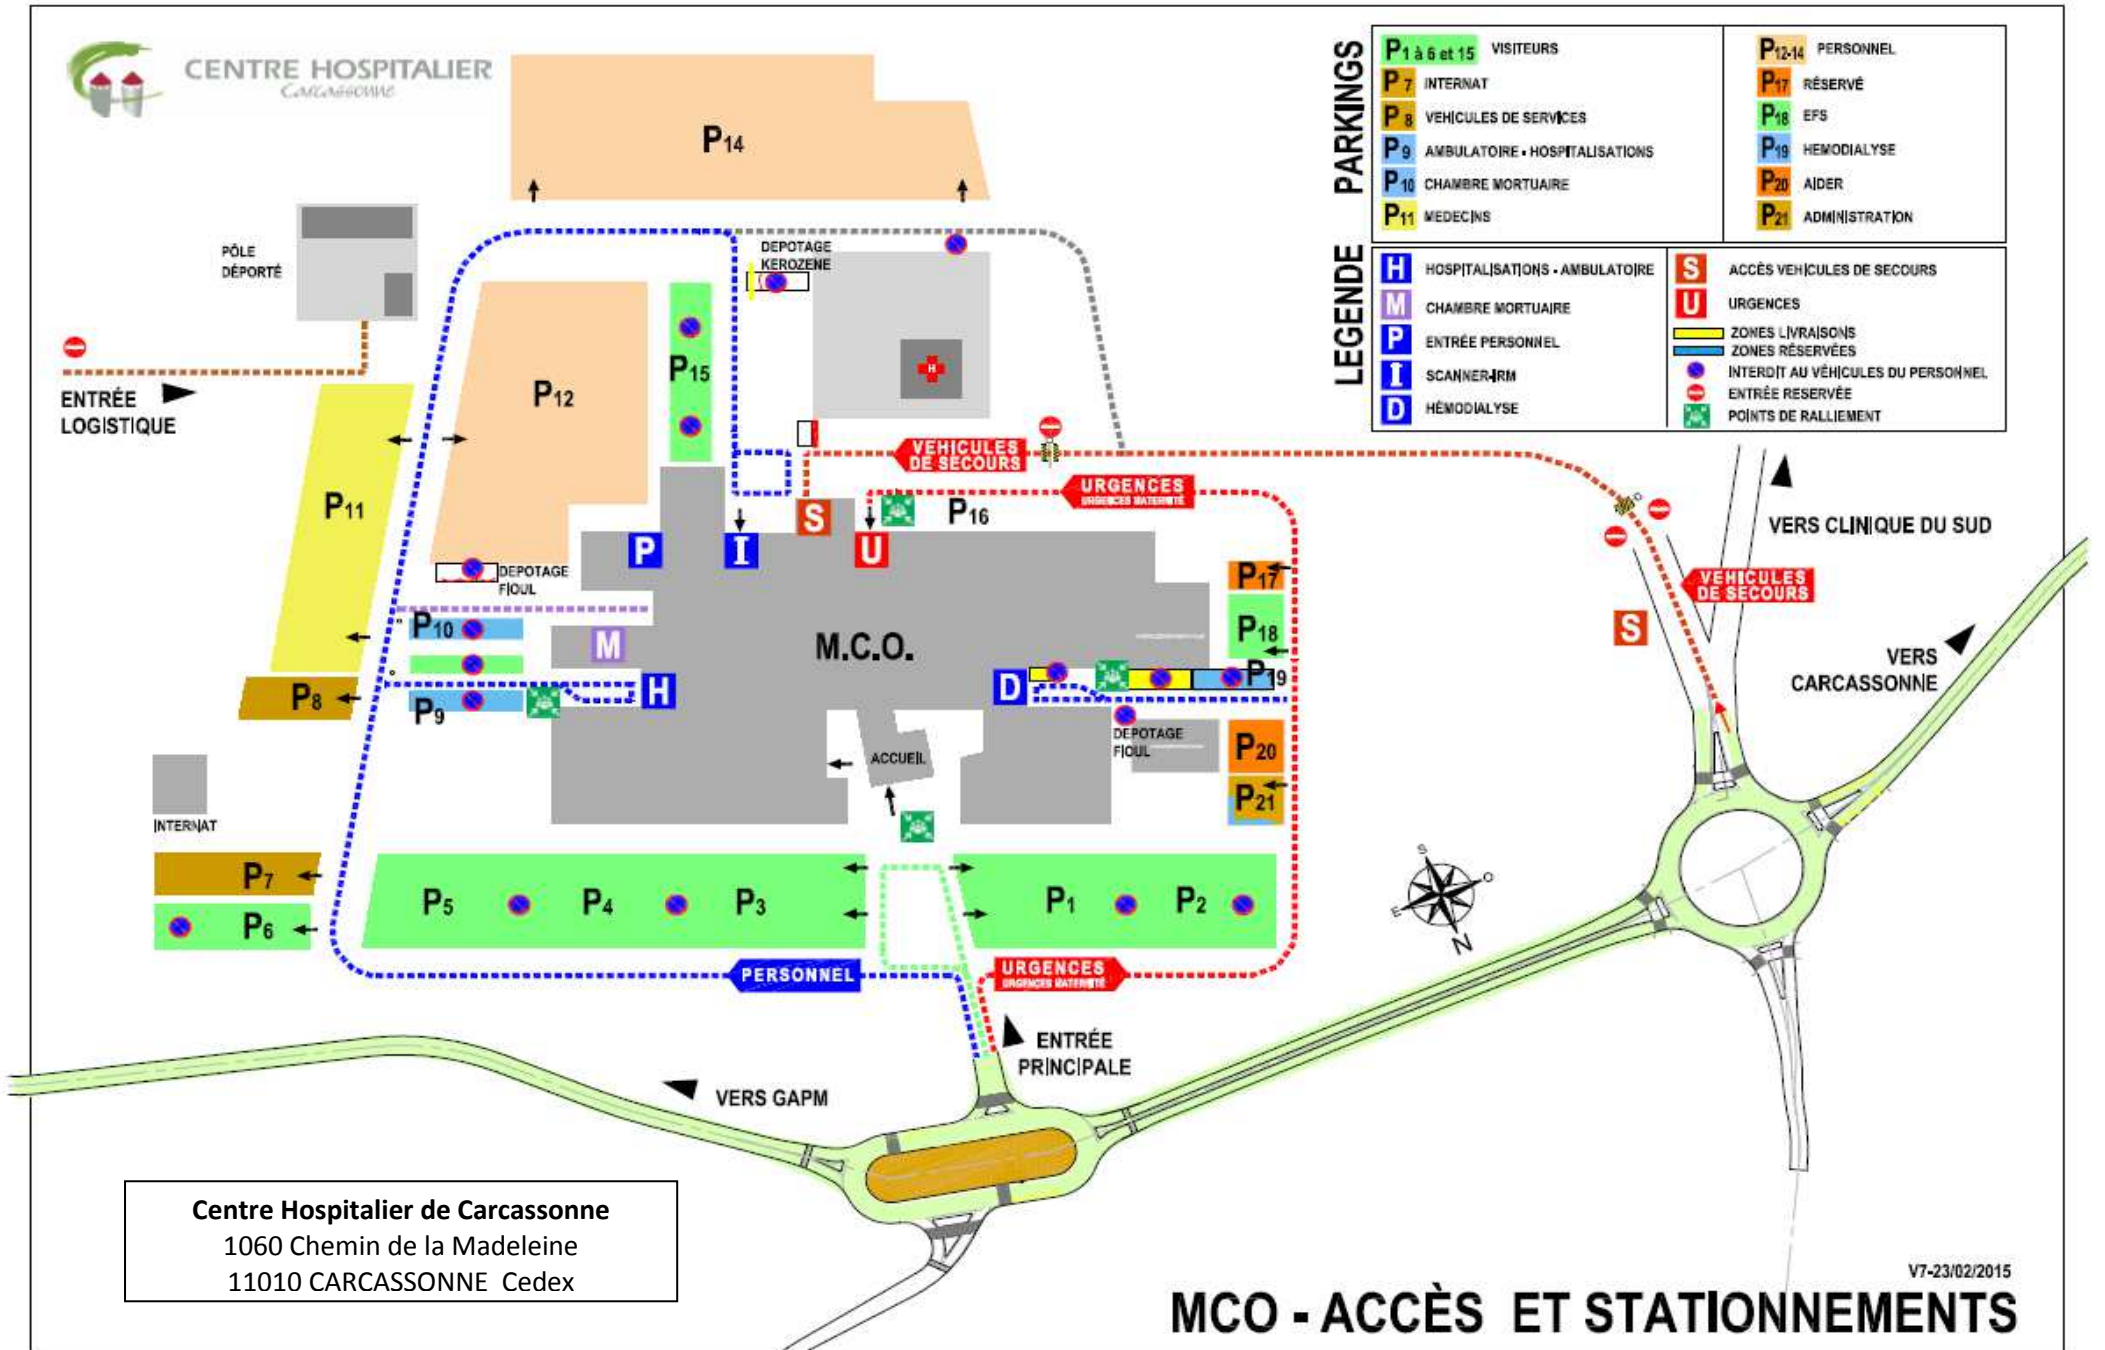 CENTRE HOSPITALIER
CARCASSONNE
PARKINGS
P1 à 6 et 15 VISITEURS
P7 INTERNAT
P8 VEHICULES DE SERVICES
P9 AMBULATOIRE - HOSPITALISATIONS
P10 CHAMBRE MORTUAIRE
P11 MEDECINS
P12-14 PERSONNEL
P17 RÉSERVÉ
P18 EFS
P19 HEMODIALYSE
P20 AIDER
P21 ADMINISTRATION
LEGENDE
H HOSPITALISATIONS - AMBULATOIRE
M CHAMBRE MORTUAIRE
P ENTRÉE PERSONNEL
I SCANNER-IRM
D HÉMODIALYSE
S ACCÈS VEHICULES DE SECOURS
U URGENCES
ZONES LIVRAISONS
ZONES RÉSERVÉES
INTERDIT AU VÉHICULES DU PERSONNEL
ENTRÉE RESERVÉE
POINTS DE RALLIEMENT
P14
PÔLE
DÉPORTÉ
DEPOTAGE
KEROZENE
H
P15
P12
ENTRÉE
LOGISTIQUE
VEHICULES
DE SECOURS
URGENCES
URGENCES MATERNITÉ
P11
P16
S
P
I
U
VERS CLINIQUE DU SUD
DEPOTAGE
FIOUL
P17
VEHICULES
DE SECOURS
S
P10
M
M.C.O.
P18
VERS
CARCASSONNE
P8
P9
H
D
P19
DEPOTAGE
FIOUL
P20
ACCUEIL
P21
INTERNAT
P7
P6
P5
P4
P3
P1
P2
S
O
E
N
PERSONNEL
URGENCES
URGENCES MATERNITÉ
ENTRÉE
PRINCIPALE
VERS GAPM
Centre Hospitalier de Carcassonne
1060 Chemin de la Madeleine
11010 CARCASSONNE Cedex
V7-23/02/2015
MCO - ACCÈS ET STATIONNEMENTS